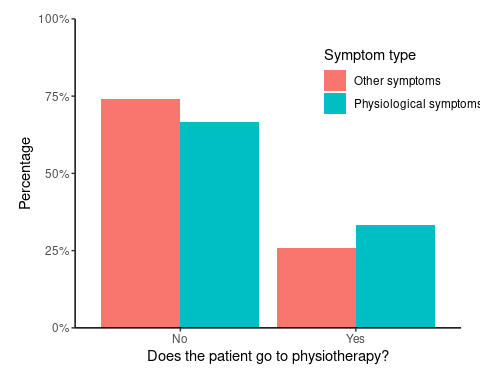 100%
75%
50%
25%
0%
Percentage
Symptom type
Other symptoms
Physiological symptoms
No
Yes
Does the patient go to physiotherapy?